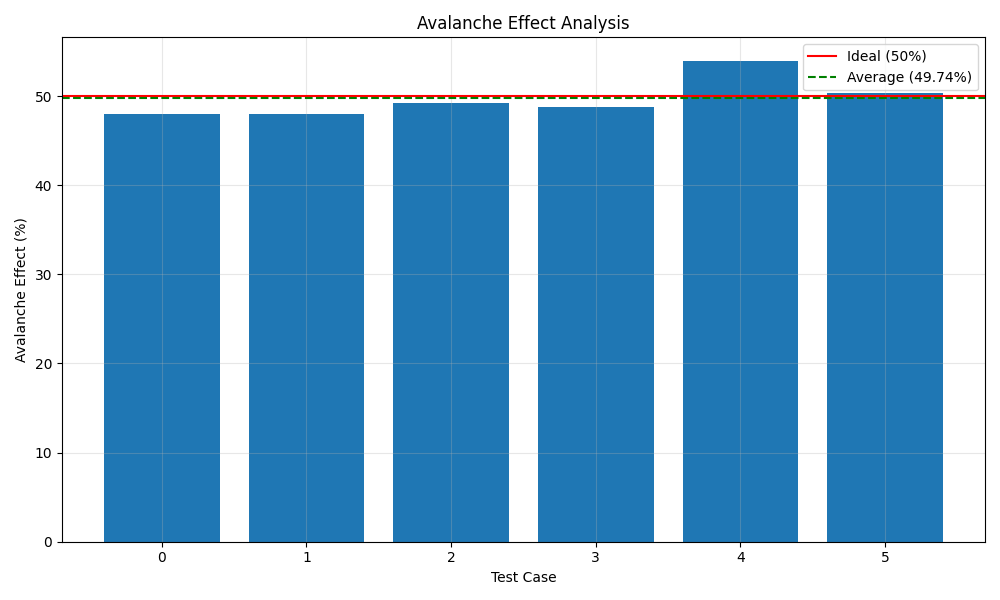 Avalanche Effect Analysis
Ideal (50%)
Average (49.74%)
Avalanche Effect (%)
50
40
30
20
10
0
0 1 2 3 4 5
Test Case